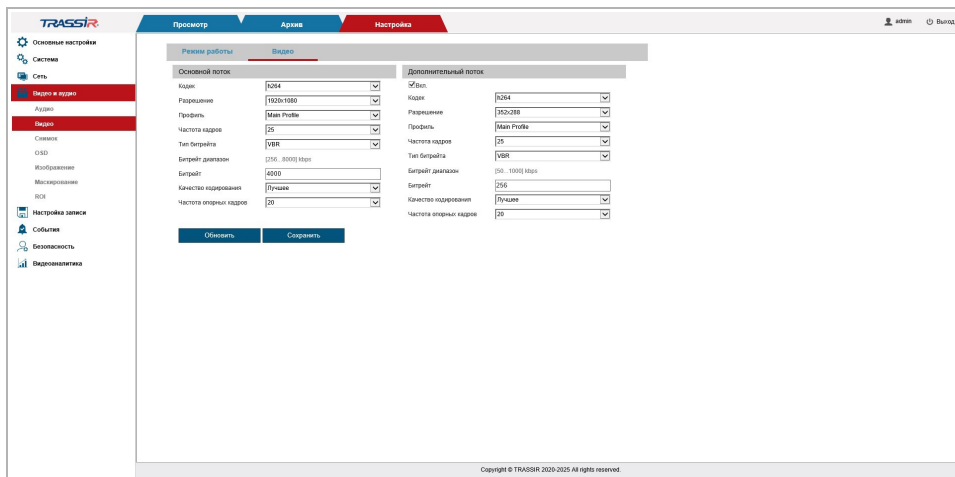 TRASSIR
Просмотр
Архив
Настройка
admin
Выход
Основные настройки
Система
Сеть
Видео и аудио
Аудио
Видео
Снимок
OSD
Изображение
Маскирование
ROI
Настройка записи
События
Безопасность
Видеоаналитика
Режим работы
Видео
Основной поток
Кодек h264
Разрешение 1920x1080
Профиль Main Profile
Частота кадров 25
Тип битрейта VBR
Битрейт диапазон [256...8000] kbps
Битрейт 4000
Качество кодирования Лучшее
Частота опорных кадров 20
Дополнительный поток
Вкл.
Кодек h264
Разрешение 352x288
Профиль Main Profile
Частота кадров 25
Тип битрейта VBR
Битрейт диапазон [50...1000] kbps
Битрейт 256
Качество кодирования Лучшее
Частота опорных кадров 20
Обновить
Сохранить
Copyright © TRASSIR 2020-2025 All rights reserved.